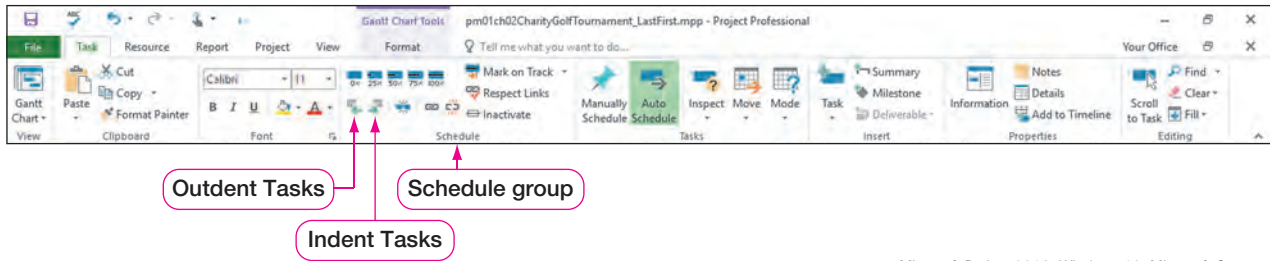 ABC
Gantt Chart Tools
pm01ch02CharityGolfTournament_LastFirst.mpp - Project Professional
File Task Resource Report Project View Format Tell me what you want to do... Your Office
Gantt Chart
View
Paste
Cut
Copy
Format Painter
Clipboard
Calibri 11
B I U A
Font
0× 25× 50× 75× 100×
Mark on Track
Respect Links
Inactivate
Schedule
Manually Schedule
Auto Schedule
Inspect
Move
Mode
Tasks
Task
Summary
Milestone
Deliverable
Insert
Information
Notes
Details
Add to Timeline
Properties
Scroll to Task
Find
Clear
Fill
Editing
Outdent Tasks
Schedule group
Indent Tasks